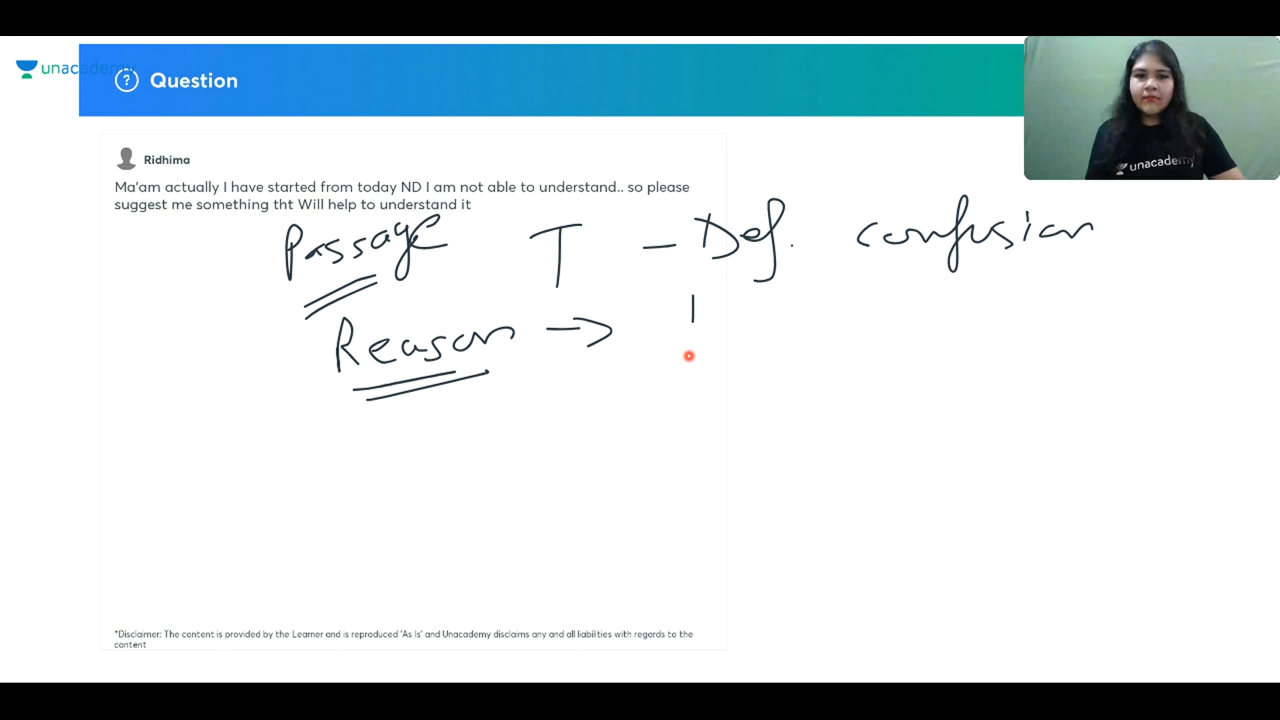 unacademy
? Question
unacademy
Ridhima
Ma'am actually I have started from today ND I am not able to understand.. so please
suggest me something tht Will help to understand it
Passage T - Def. confusion
Reason →
*Disclaimer: The content is provided by the Learner and is reproduced 'As Is' and Unacademy disclaims any and all liabilities with regards to the
content